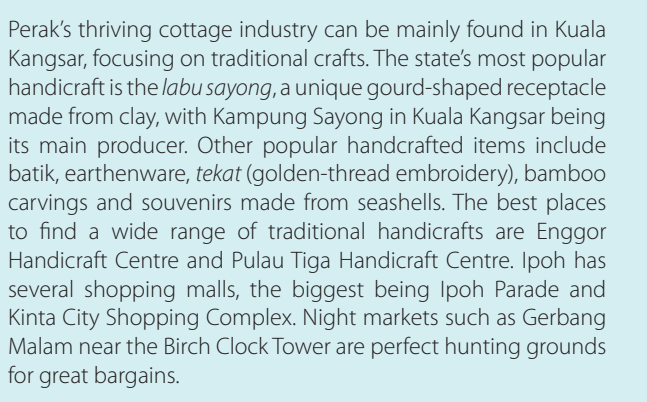 Perak’s thriving cottage industry can be mainly found in Kuala
Kangsar, focusing on traditional crafts. The state’s most popular
handicraft is the labu sayong, a unique gourd-shaped receptacle
made from clay, with Kampung Sayong in Kuala Kangsar being
its main producer. Other popular handcrafted items include
batik, earthenware, tekat (golden-thread embroidery), bamboo
carvings and souvenirs made from seashells. The best places
to find a wide range of traditional handicrafts are Enggor
Handicraft Centre and Pulau Tiga Handicraft Centre. Ipoh has
several shopping malls, the biggest being Ipoh Parade and
Kinta City Shopping Complex. Night markets such as Gerbang
Malam near the Birch Clock Tower are perfect hunting grounds
for great bargains.